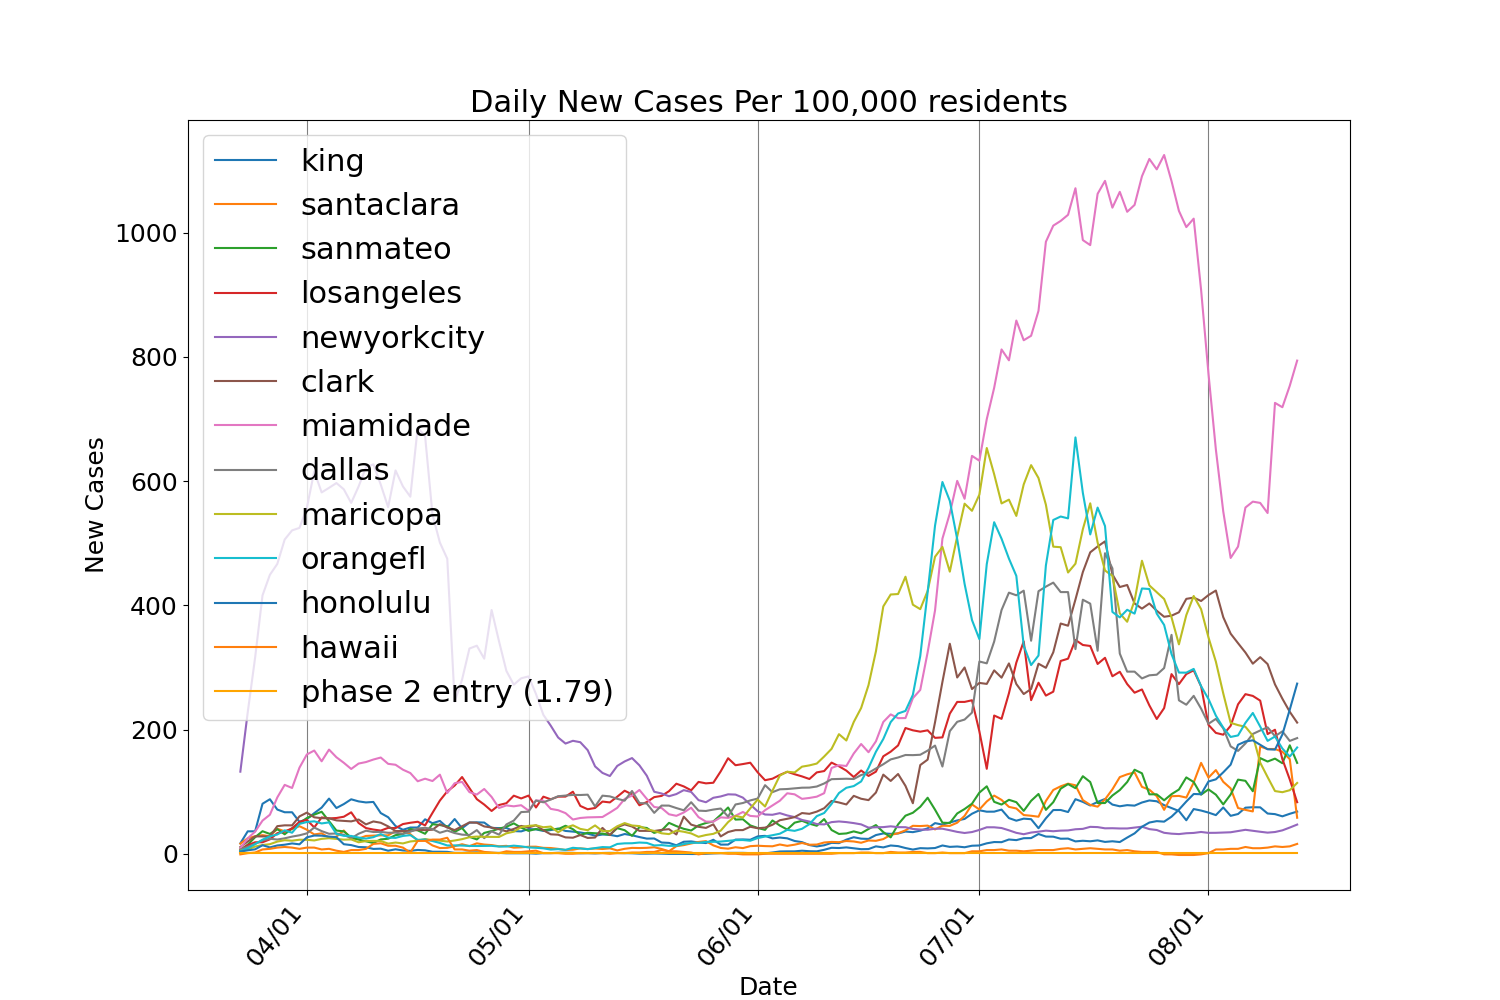 Daily New Cases Per 100,000 residents
king
santaclara
sanmateo
losangeles
newyorkcity
clark
miamidade
dallas
maricopa
orangefl
honolulu
hawaii
phase 2 entry (1.79)
New Cases
1000
800
600
400
200
0
04/01
05/01
06/01
07/01
08/01
Date